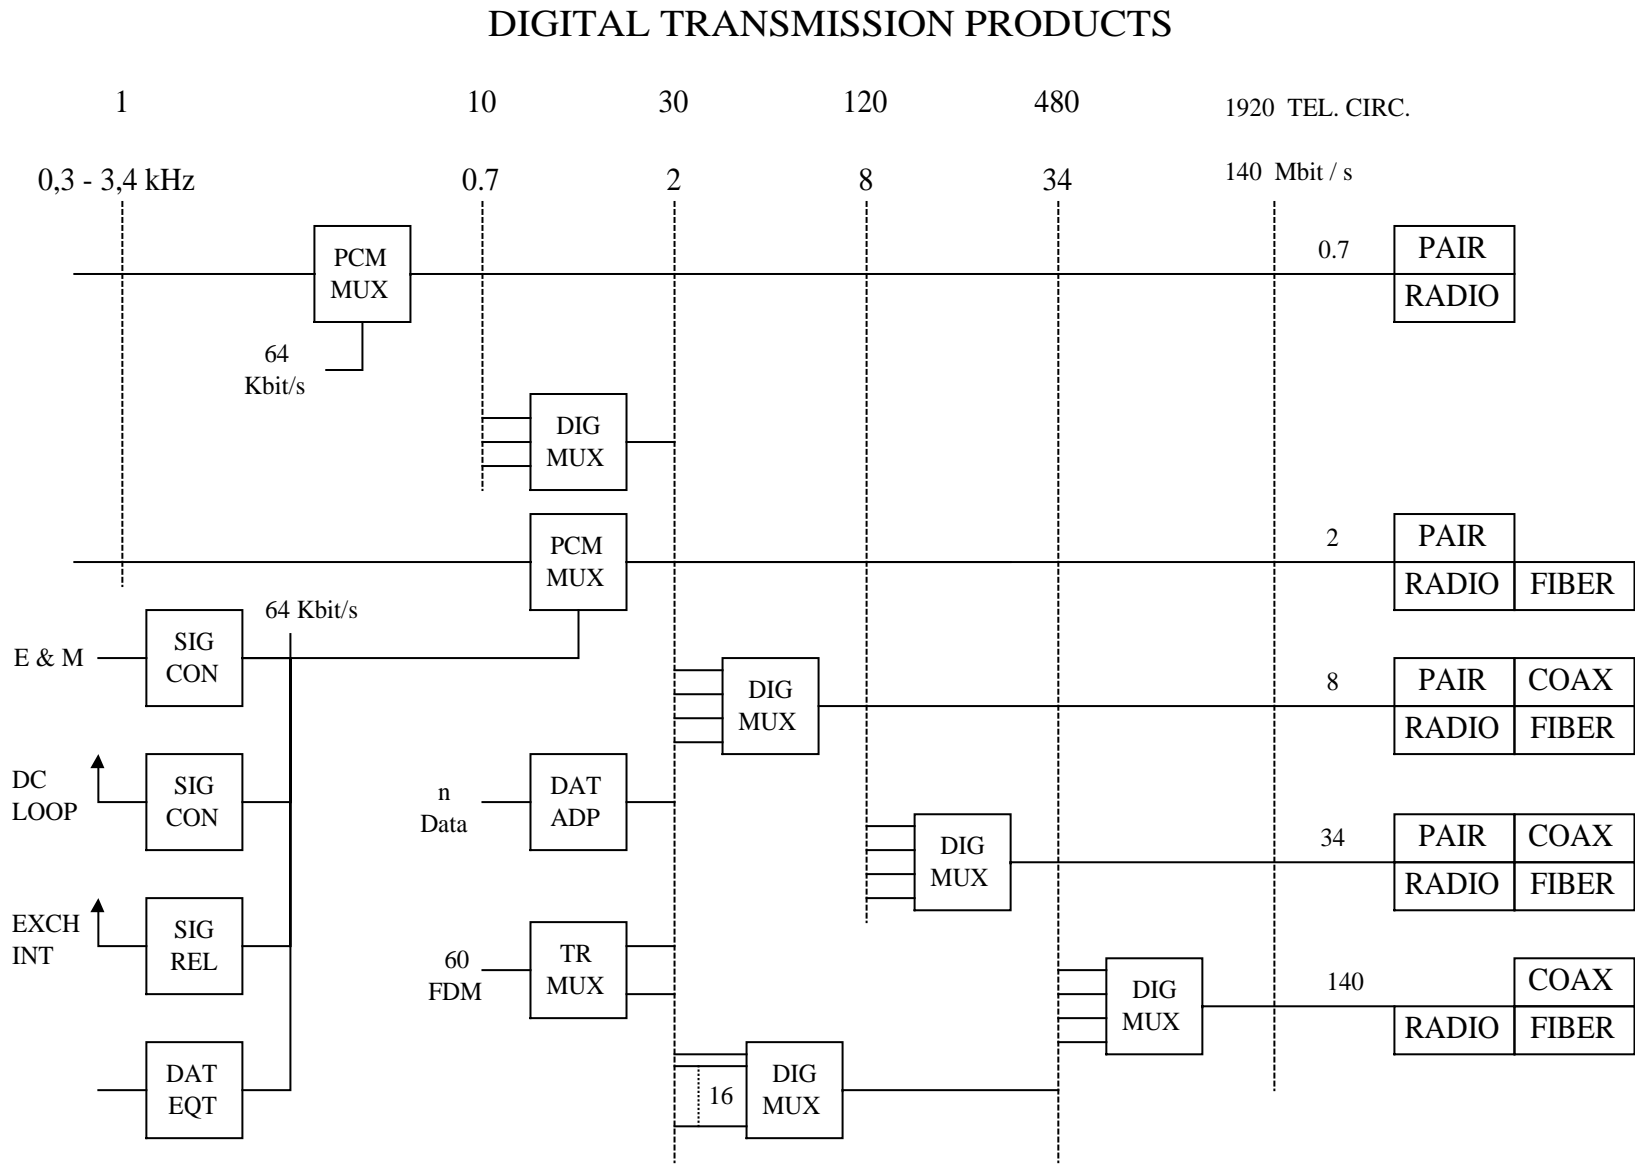 DIGITAL TRANSMISSION PRODUCTS
1 10 30 120 480 1920 TEL. CIRC.
0,3 - 3,4 kHz 0.7 2 8 34 140 Mbit / s
PCM
MUX
0.7
PAIR
RADIO
64
Kbit/s
DIG
MUX
PCM
MUX
2
PAIR
RADIO FIBER
64 Kbit/s
E & M
SIG
CON
DIG
MUX
8
PAIR COAX
RADIO FIBER
DC
LOOP
SIG
CON
n
Data
DAT
ADP
DIG
MUX
34
PAIR COAX
RADIO FIBER
EXCH
INT
SIG
REL
60
FDM
TR
MUX
DIG
MUX
140
COAX
RADIO FIBER
DAT
EQT
16
DIG
MUX